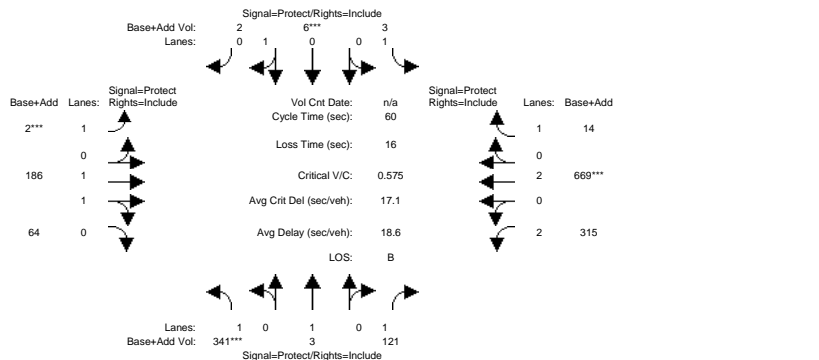 Signal=Protect/Rights=Include
Base+Add Vol: 2 6*** 3
Lanes: 0 1 0 0 1
Signal=Protect Signal=Protect
Base+Add Lanes: Rights=Include Vol Cnt Date: n/a Rights=Include Lanes: Base+Add
Cycle Time (sec): 60
2*** 1 1 14
Loss Time (sec): 16
0 0
186 1 Critical V/C: 0.575 2 669***
1 Avg Crit Del (sec/veh): 17.1 0
64 0 Avg Delay (sec/veh): 18.6 2 315
LOS: B
Lanes: 1 0 1 0 1
Base+Add Vol: 341*** 3 121
Signal=Protect/Rights=Include